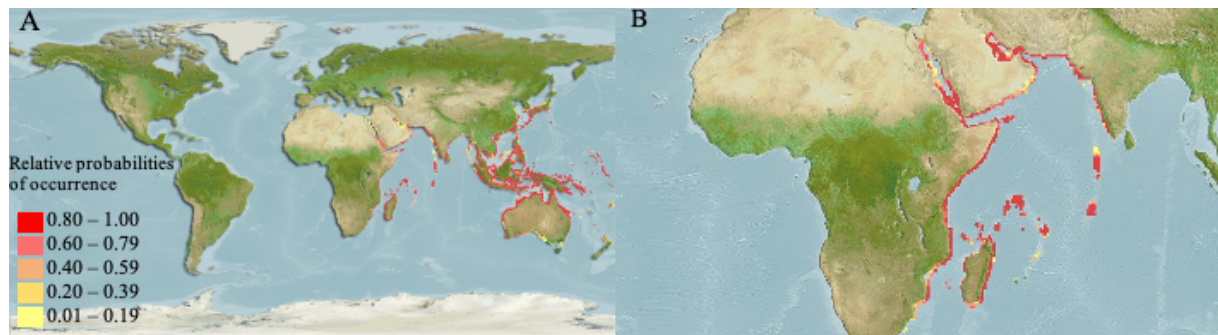 A
B
Relative probabilities
of occurrence
0.80 – 1.00
0.60 – 0.79
0.40 – 0.59
0.20 – 0.39
0.01 – 0.19